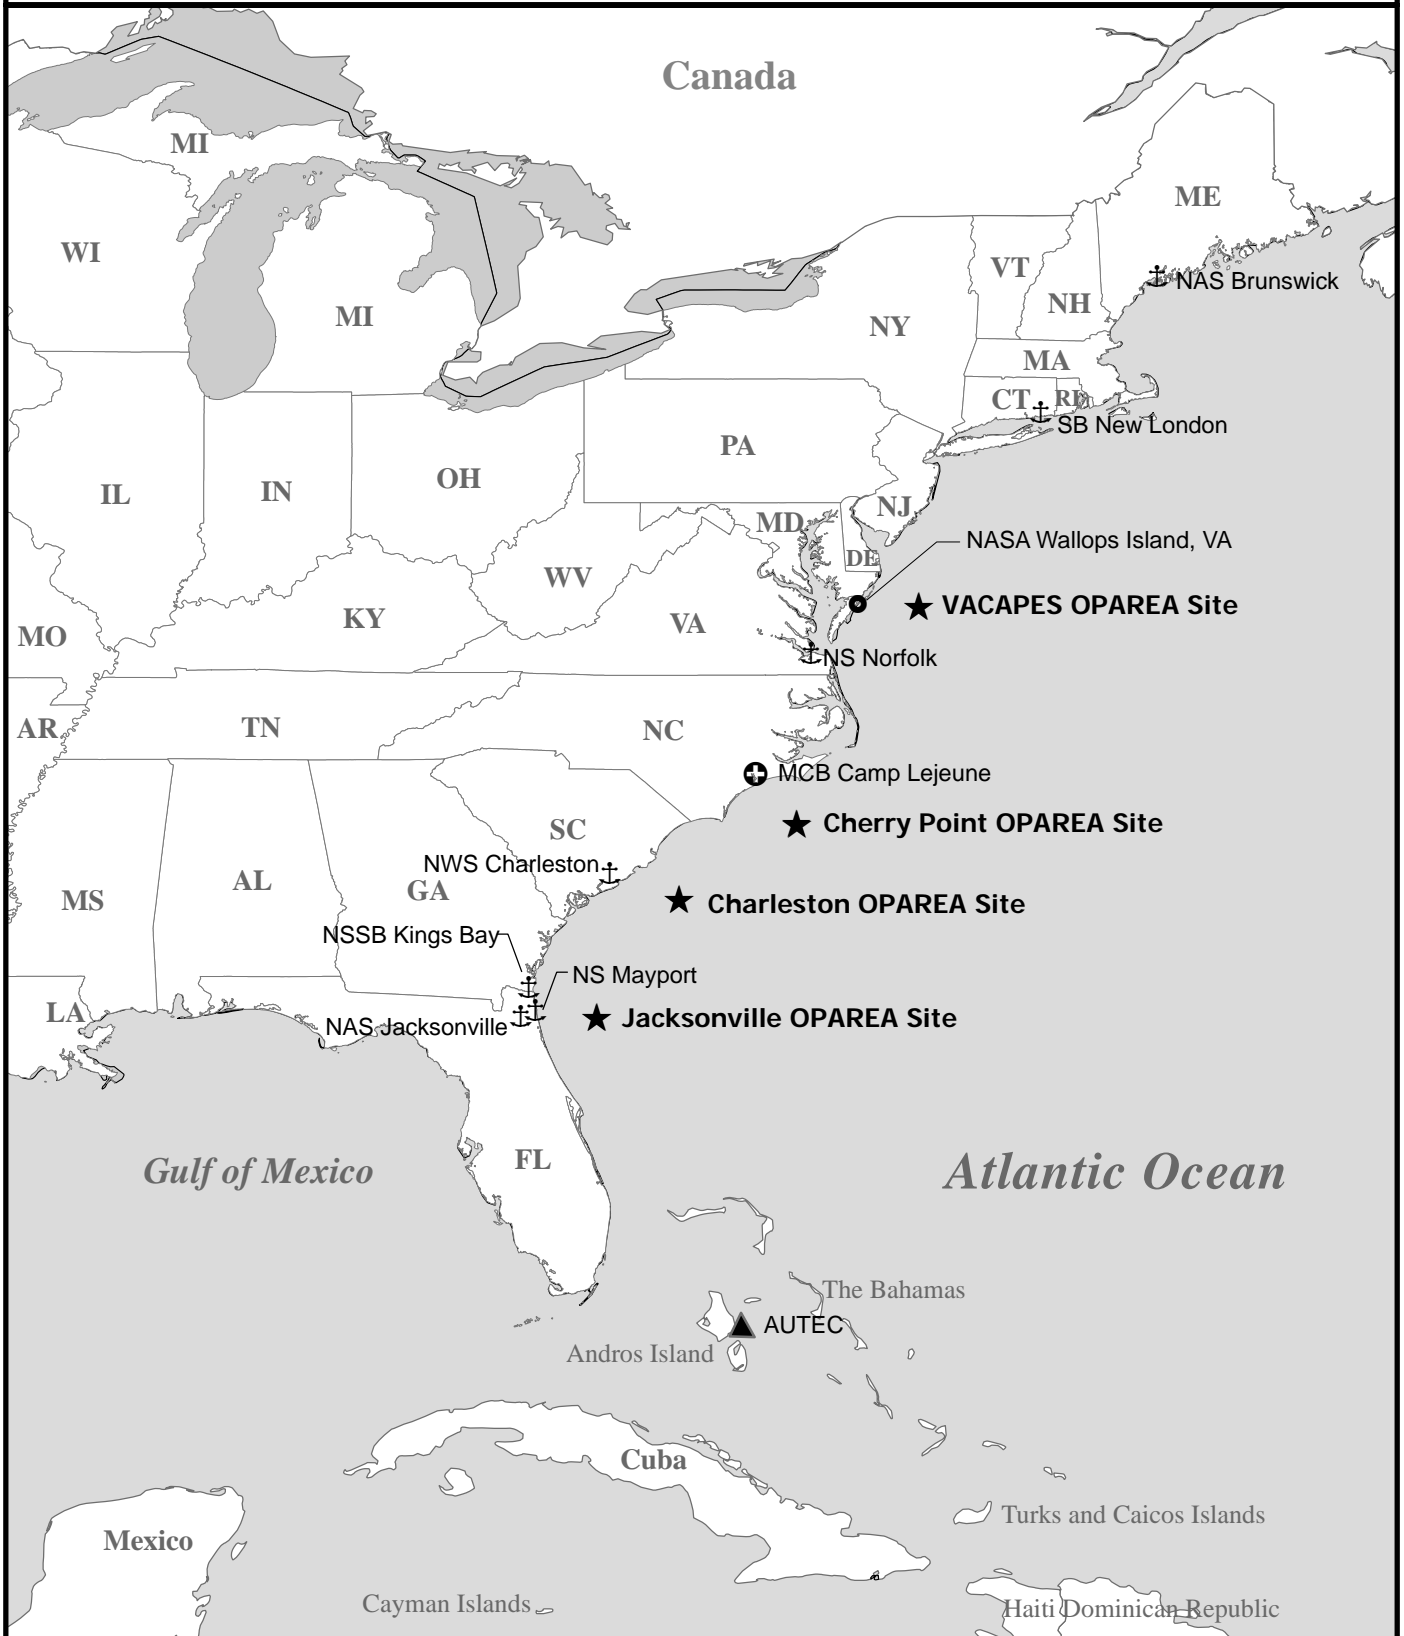 Canada
MI
ME
WI
VT
NAS Brunswick
NH
MI
NY
MA
CT
RI
SB New London
PA
OH
IN
IL
NJ
MD
NASA Wallops Island, VA
DE
WV
VACAPES OPAREA Site
KY
VA
MO
NS Norfolk
AR
TN
NC
MCB Camp Lejeune
Cherry Point OPAREA Site
SC
NWS Charleston
AL
GA
MS
Charleston OPAREA Site
NSSB Kings Bay
NS Mayport
LA
Jacksonville OPAREA Site
NAS Jacksonville
FL
Gulf of Mexico
Atlantic Ocean
The Bahamas
AUTEC
Andros Island
Cuba
Turks and Caicos Islands
Mexico
Cayman Islands
Haiti
Dominican Republic